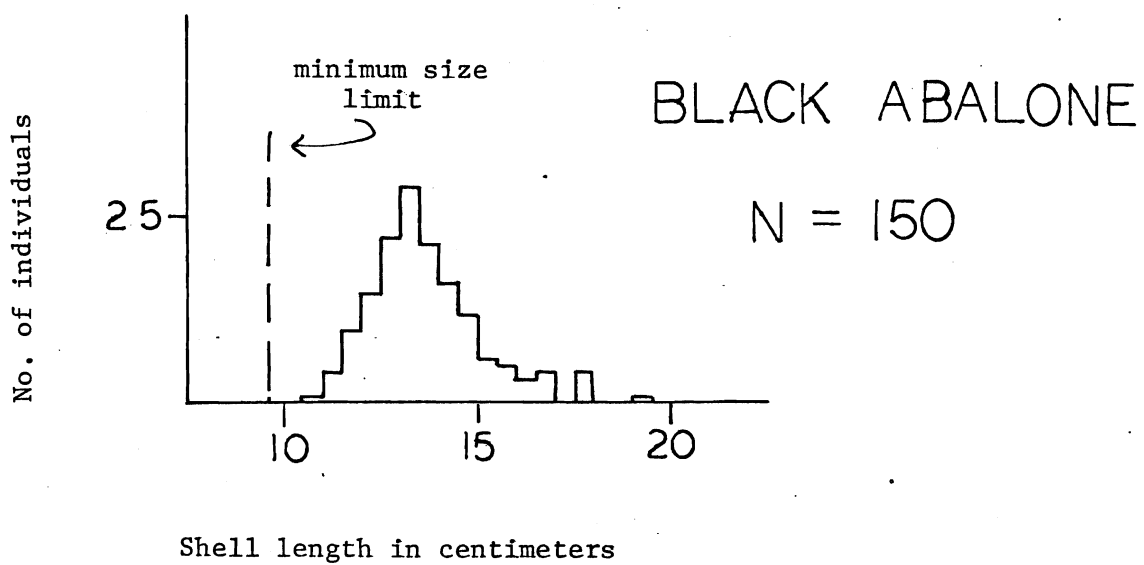 minimum size
limit
BLACK ABALONE
N = 150
No. of individuals
25
10 15 20
Shell length in centimeters